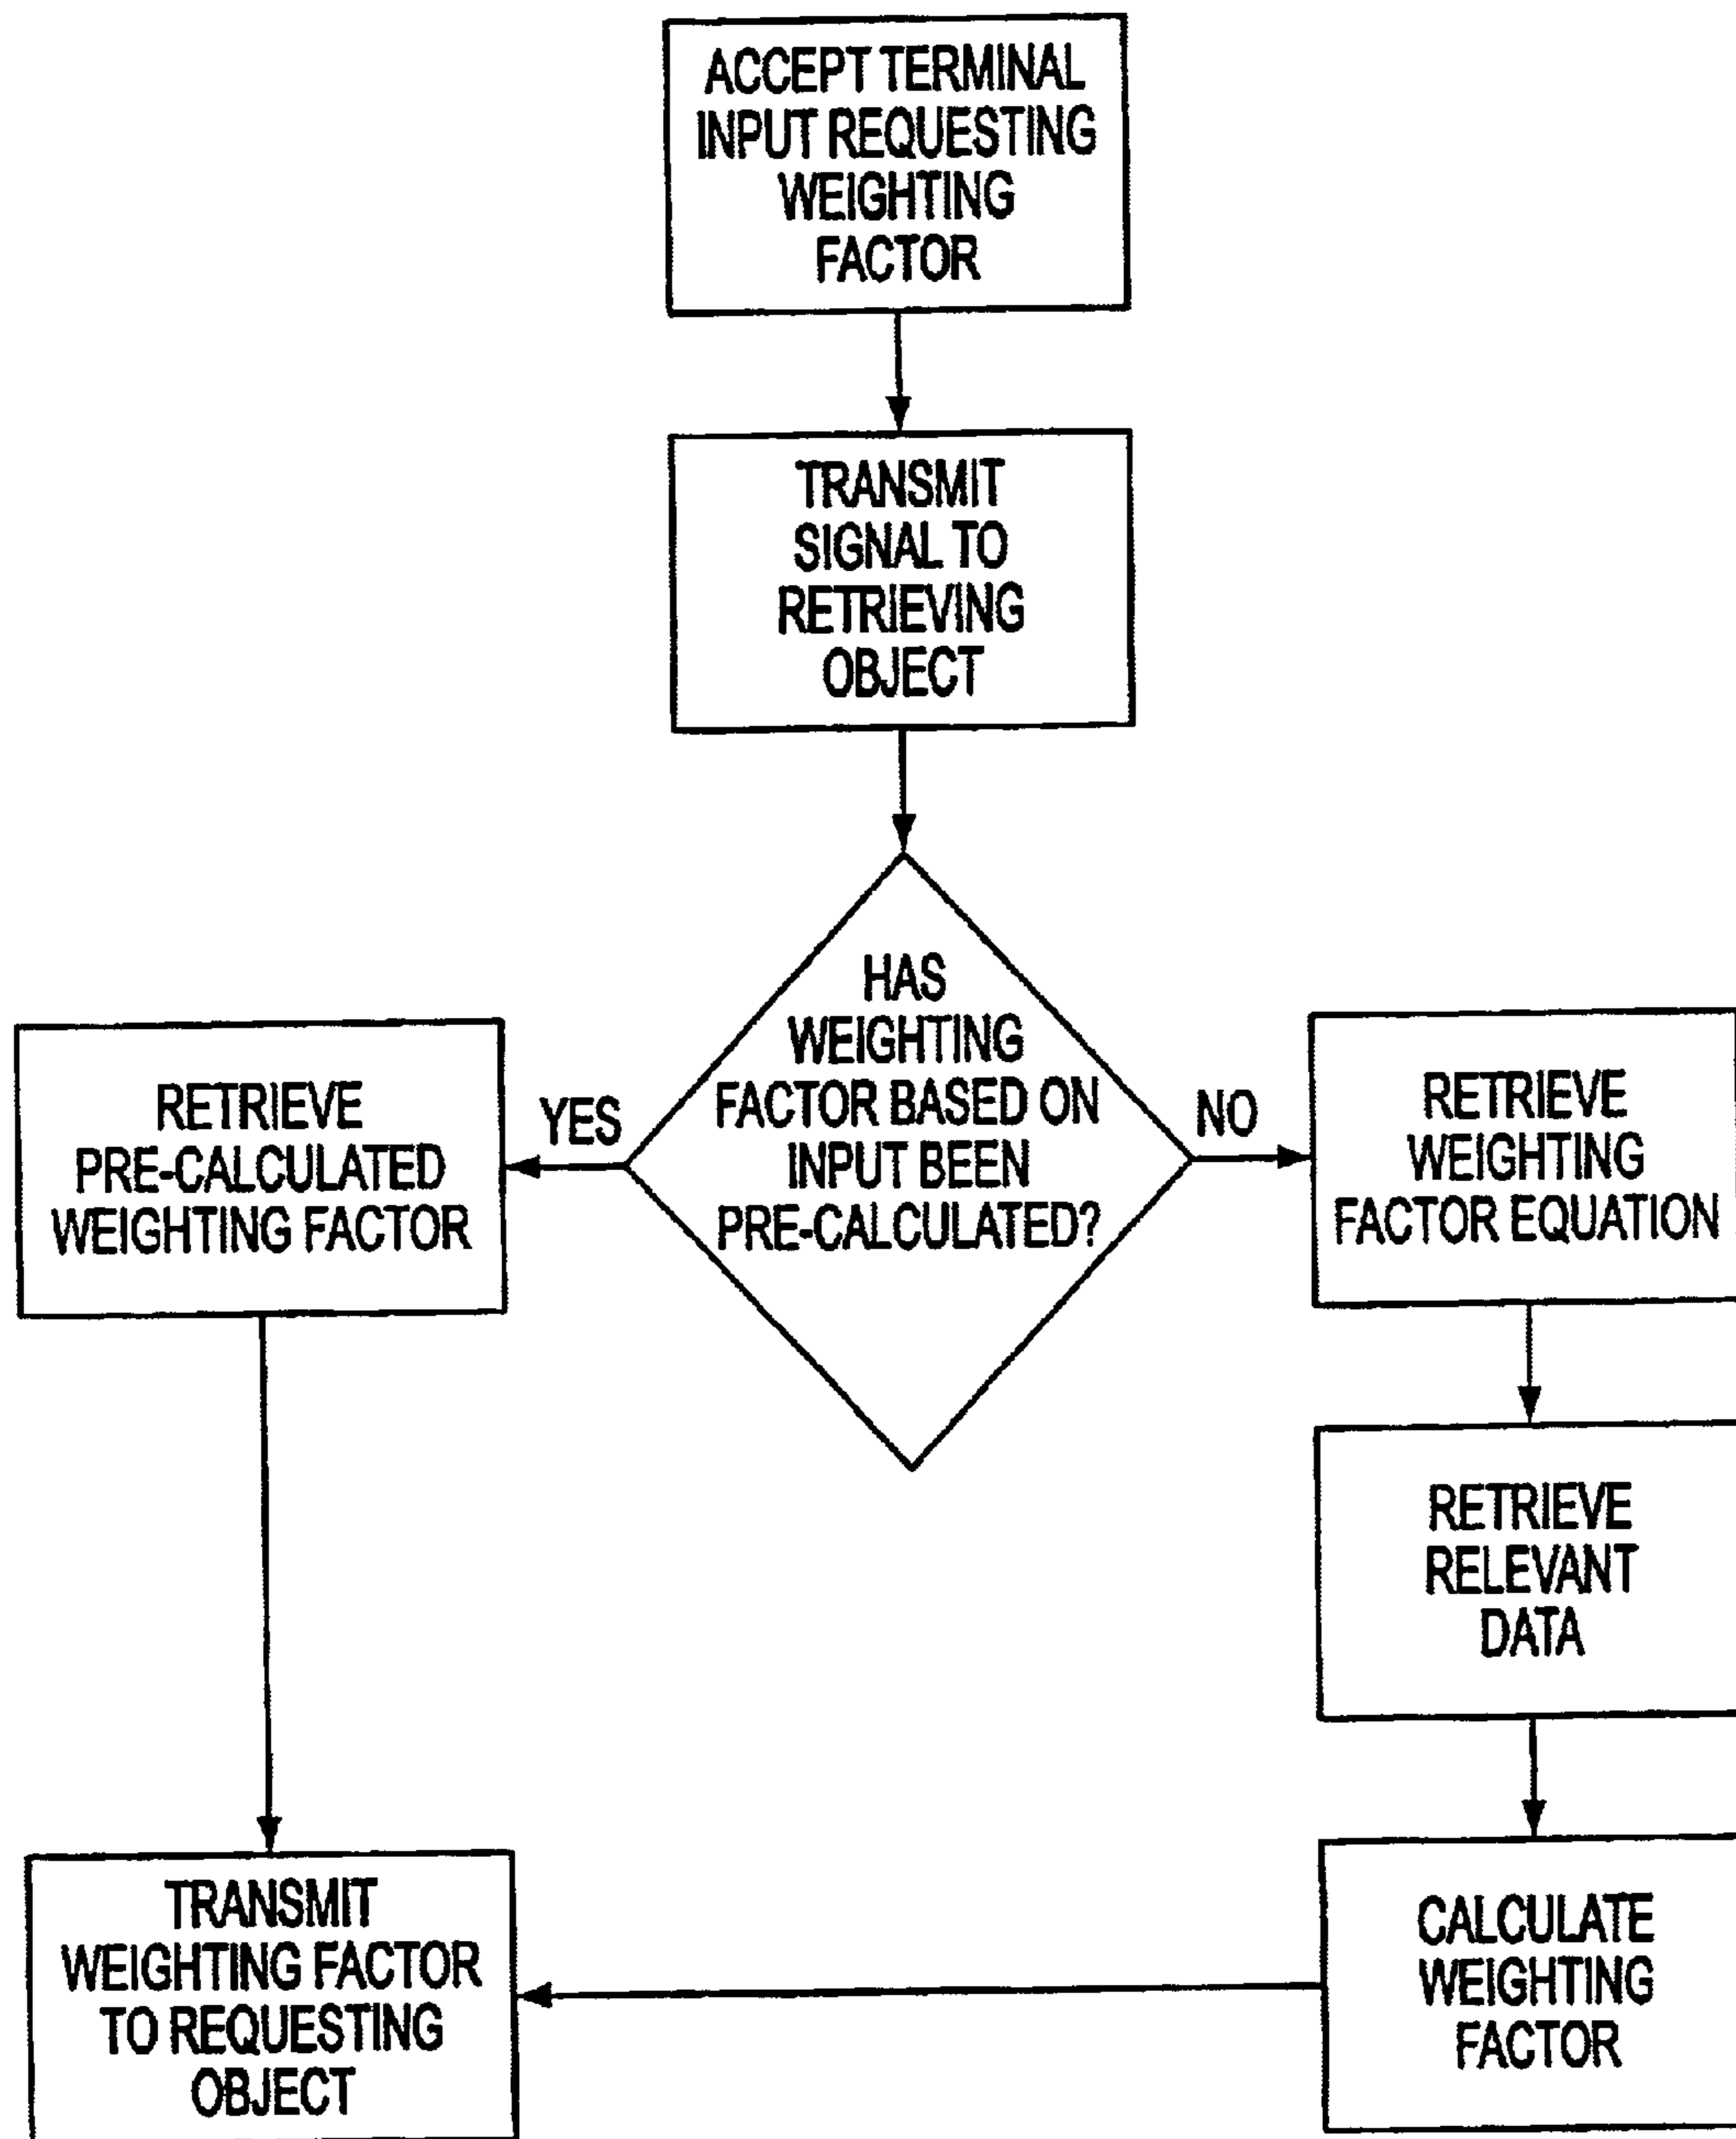 ACCEPT TERMINAL
INPUT REQUESTING
WEIGHTING
FACTOR
TRANSMIT
SIGNAL TO
RETRIEVING
OBJECT
HAS
WEIGHTING
FACTOR BASED ON
INPUT BEEN
PRE-CALCULATED?
YES
NO
RETRIEVE
PRE-CALCULATED
WEIGHTING FACTOR
RETRIEVE
WEIGHTING
FACTOR EQUATION
RETRIEVE
RELEVANT
DATA
CALCULATE
WEIGHTING
FACTOR
TRANSMIT
WEIGHTING FACTOR
TO REQUESTING
OBJECT